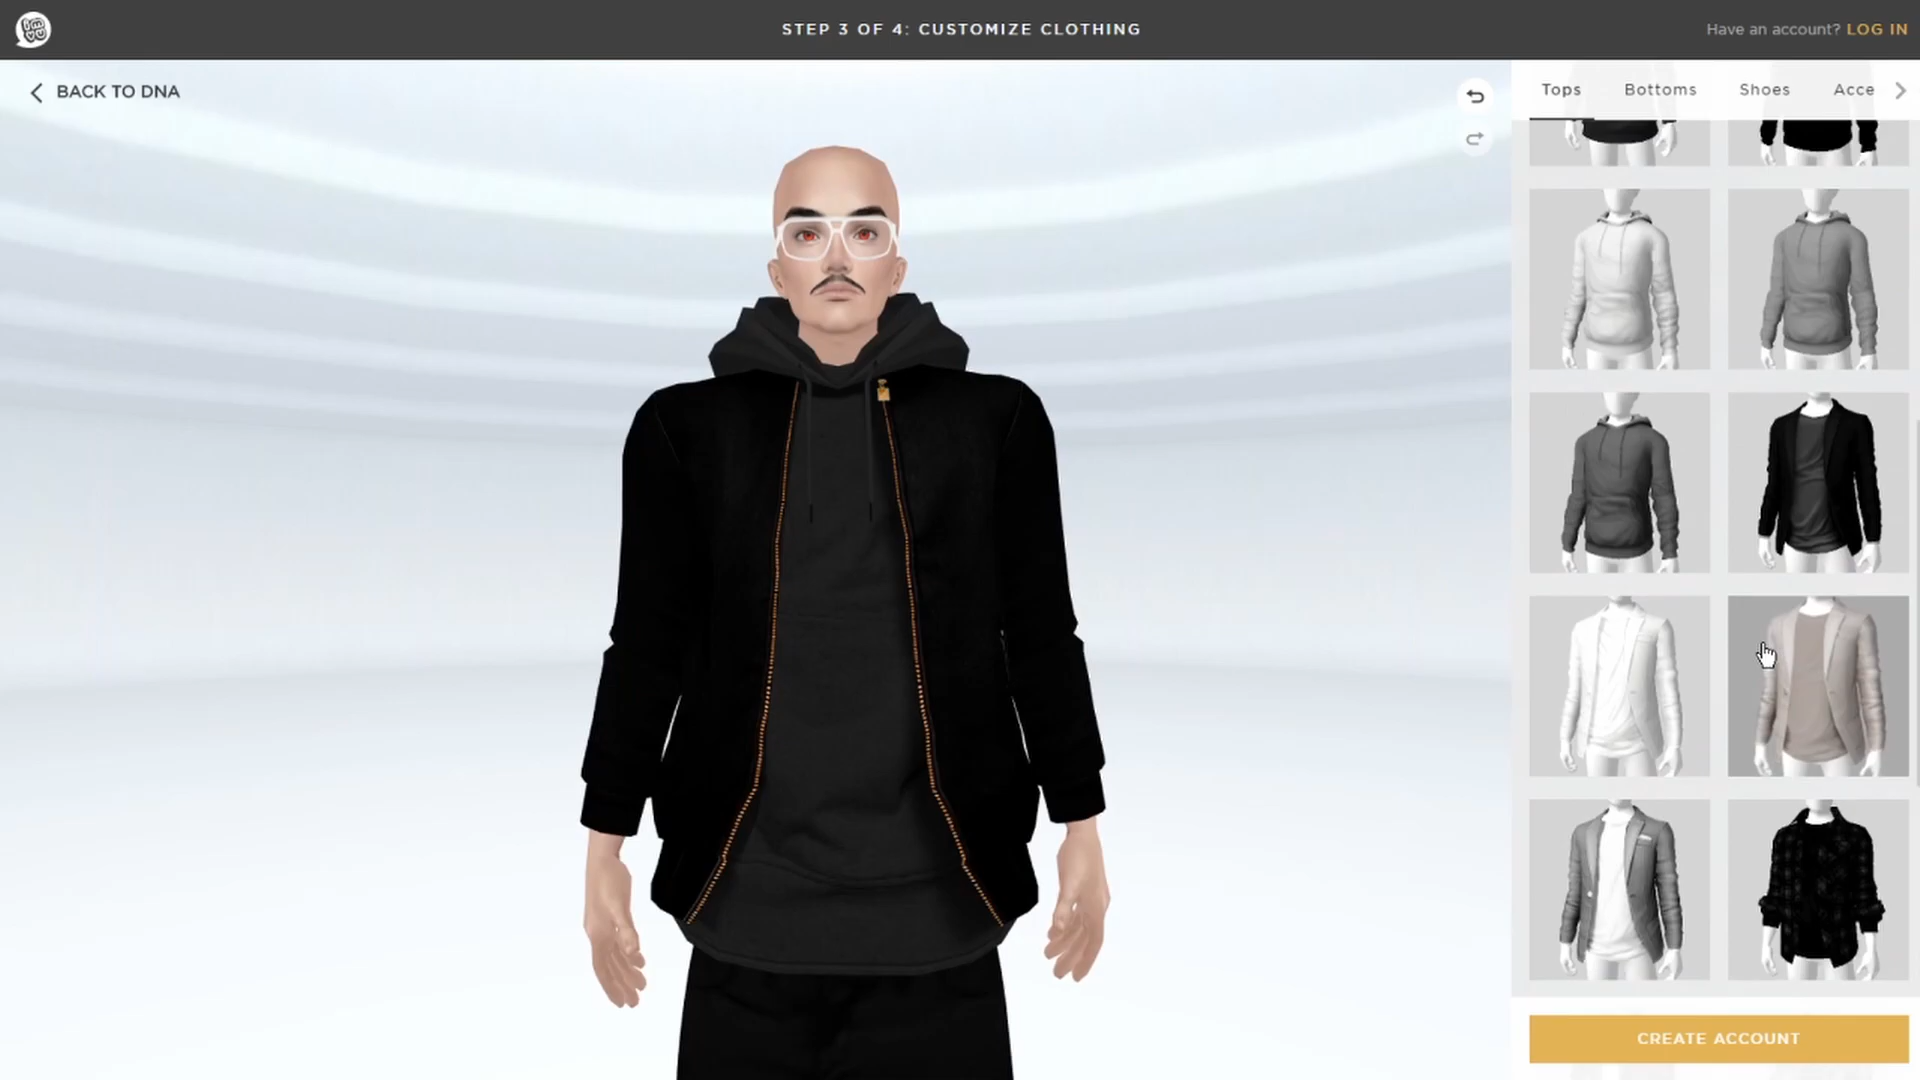 STEP 3 OF 4: CUSTOMIZE CLOTHING
Have an account? LOG IN
BACK TO DNA
Tops Bottoms Shoes Acce
CREATE ACCOUNT